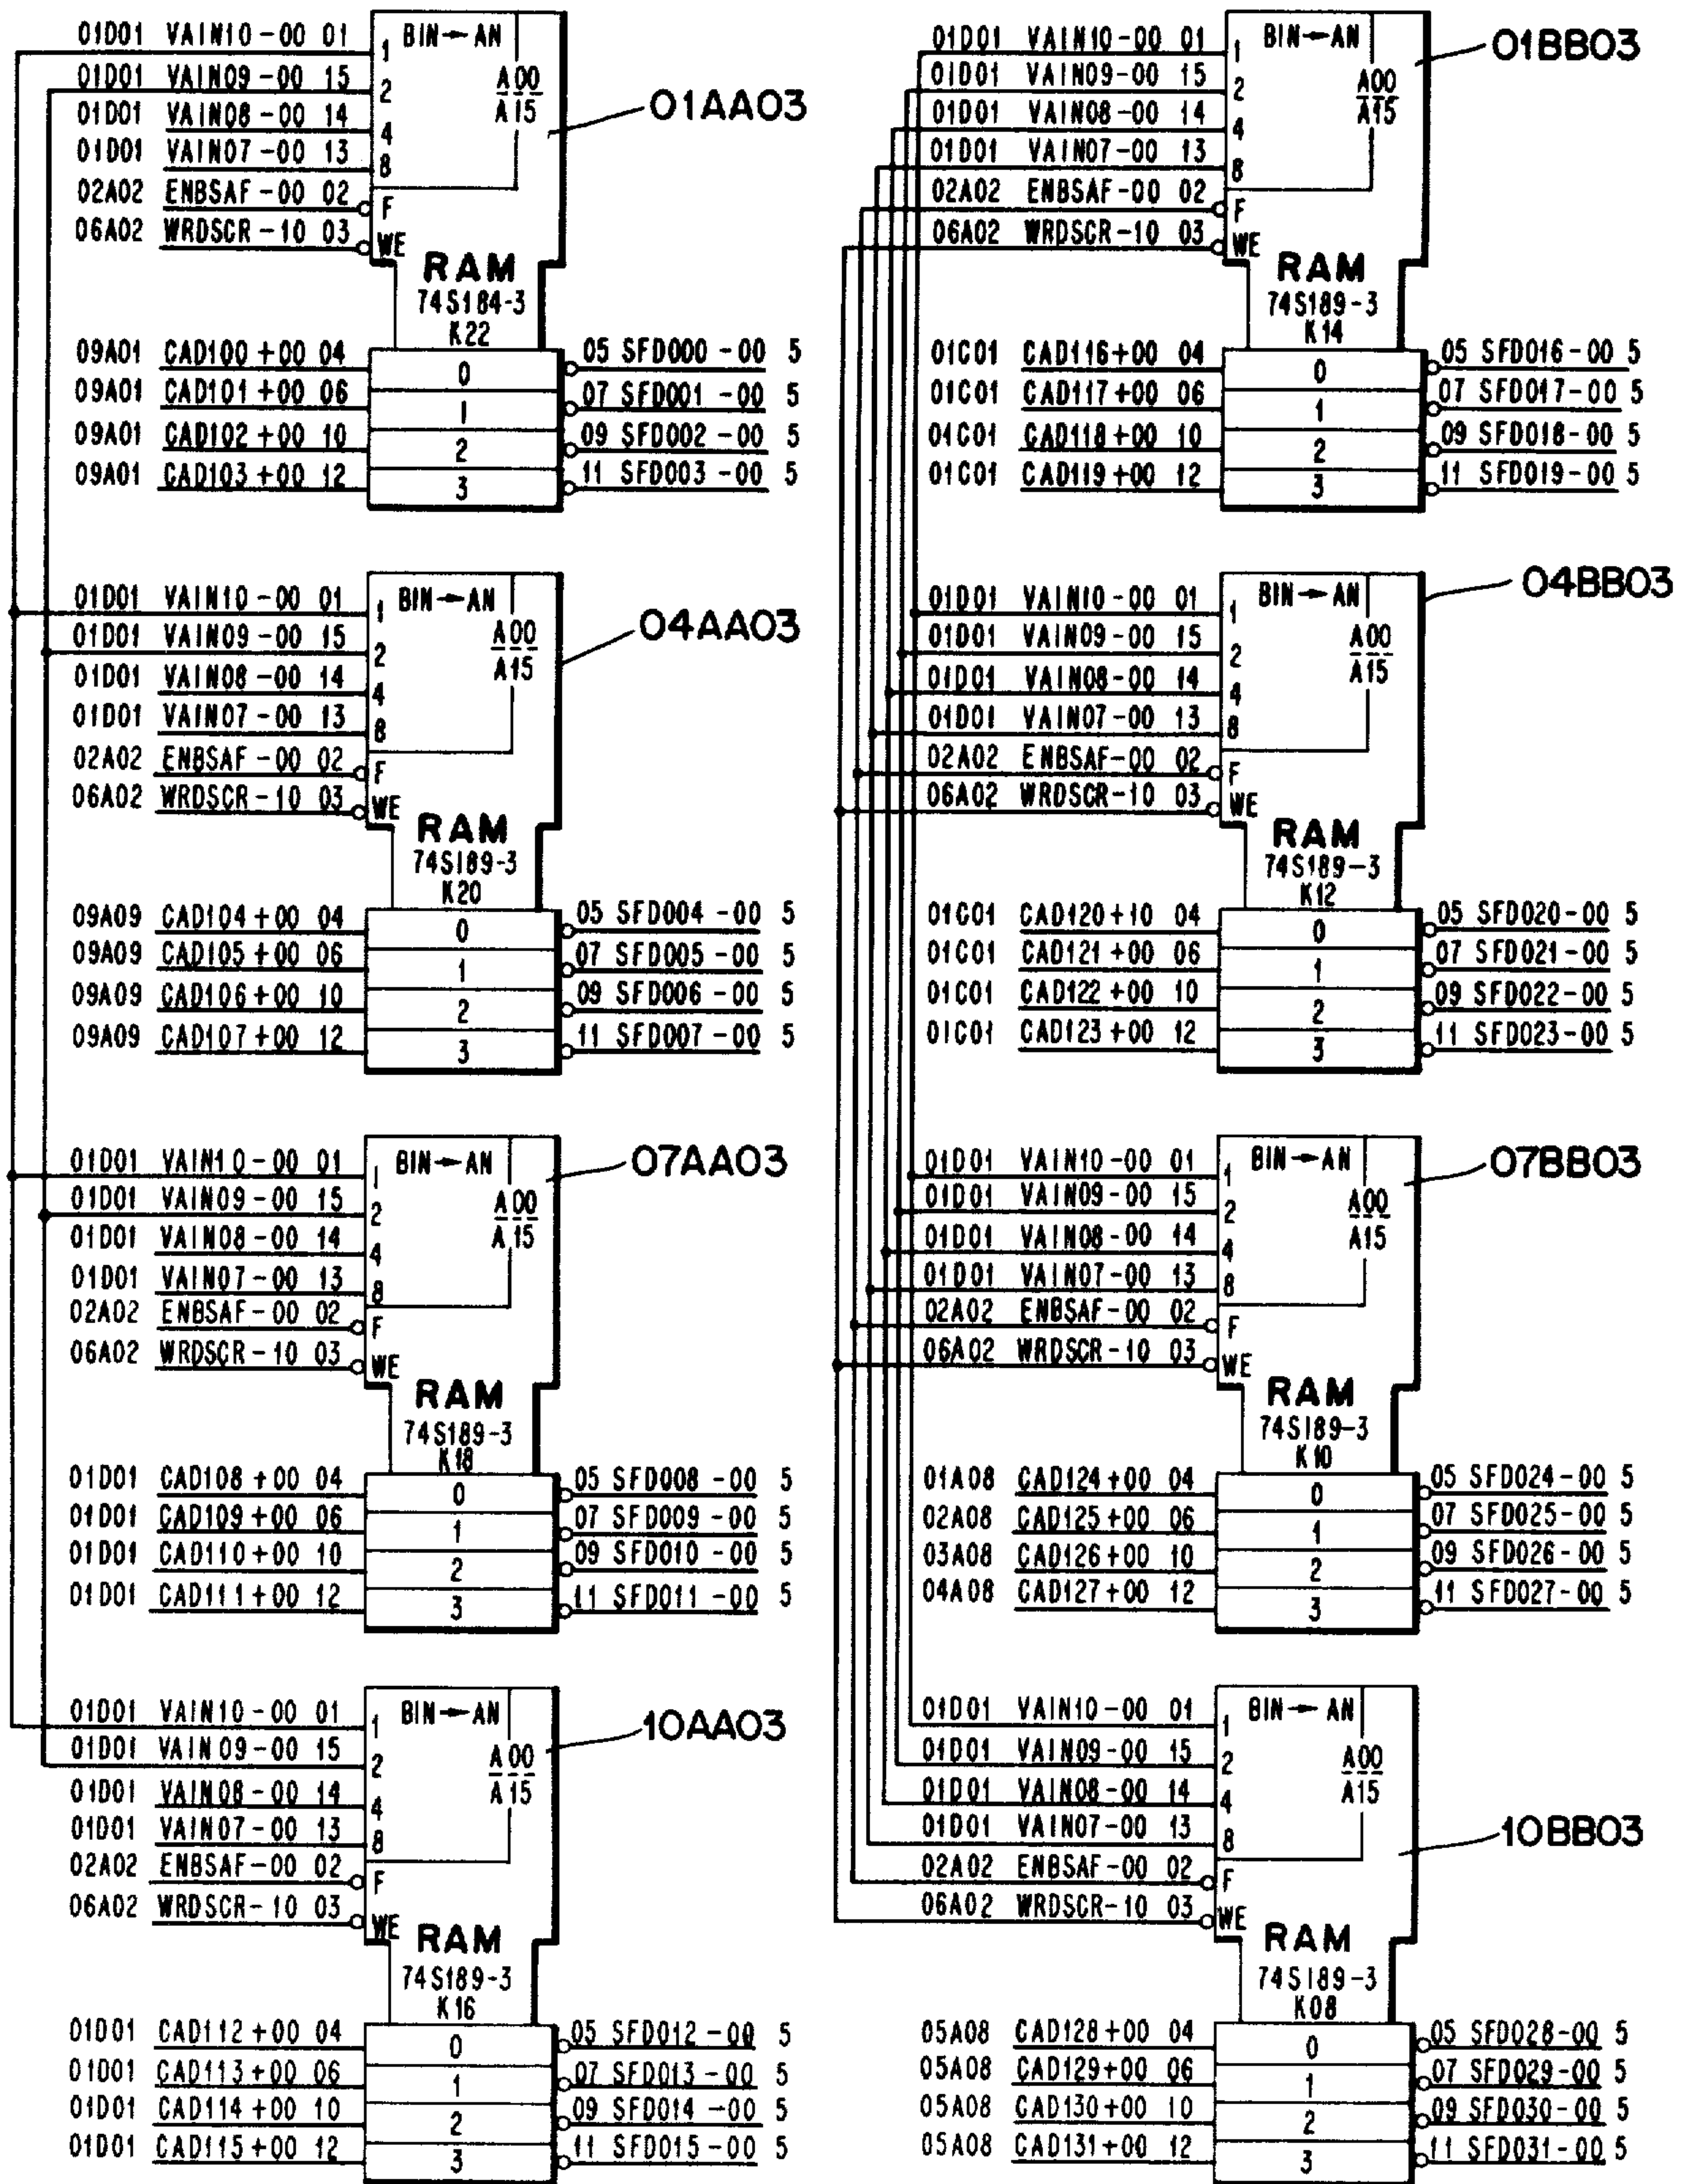 01D01 VAIN10-00 01 1 BIN→AN
01D01 VAIN09-00 15 2 A00
01D01 VAIN08-00 14 4 A15
01D01 VAIN07-00 13 8
02A02 ENBSAF-00 02 F
06A02 WRDSCR-10 03 WE
01AA03
RAM
74S184-3
K22
09A01 CAD100+00 04 0 05 SFD000-00 5
09A01 CAD101+00 06 1 07 SFD001-00 5
09A01 CAD102+00 10 2 09 SFD002-00 5
09A01 CAD103+00 12 3 11 SFD003-00 5
01D01 VAIN10-00 01 1 BIN→AN
01D01 VAIN09-00 15 2 A00
01D01 VAIN08-00 14 4 A15
01D01 VAIN07-00 13 8
02A02 ENBSAF-00 02 F
06A02 WRDSCR-10 03 WE
04AA03
RAM
74S189-3
K20
09A09 CAD104+00 04 0 05 SFD004-00 5
09A09 CAD105+00 06 1 07 SFD005-00 5
09A09 CAD106+00 10 2 09 SFD006-00 5
09A09 CAD107+00 12 3 11 SFD007-00 5
01D01 VAIN10-00 01 1 BIN→AN
01D01 VAIN09-00 15 2 A00
01D01 VAIN08-00 14 4 A15
01D01 VAIN07-00 13 8
02A02 ENBSAF-00 02 F
06A02 WRDSCR-10 03 WE
07AA03
RAM
74S189-3
K18
01D01 CAD108+00 04 0 05 SFD008-00 5
01D01 CAD109+00 06 1 07 SFD009-00 5
01D01 CAD110+00 10 2 09 SFD010-00 5
01D01 CAD111+00 12 3 11 SFD011-00 5
01D01 VAIN10-00 01 1 BIN→AN
01D01 VAIN09-00 15 2 A00
01D01 VAIN08-00 14 4 A15
01D01 VAIN07-00 13 8
02A02 ENBSAF-00 02 F
06A02 WRDSCR-10 03 WE
10AA03
RAM
74S189-3
K16
01D01 CAD112+00 04 0 05 SFD012-00 5
01D01 CAD113+00 06 1 07 SFD013-00 5
01D01 CAD114+00 10 2 09 SFD014-00 5
01D01 CAD115+00 12 3 11 SFD015-00 5
01D01 VAIN10-00 01 1 BIN→AN
01D01 VAIN09-00 15 2 A00
01D01 VAIN08-00 14 4 A15
01D01 VAIN07-00 13 8
02A02 ENBSAF-00 02 F
06A02 WRDSCR-10 03 WE
01BB03
RAM
74S189-3
K14
01C01 CAD116+00 04 0 05 SFD016-00 5
01C01 CAD117+00 06 1 07 SFD017-00 5
01C01 CAD118+00 10 2 09 SFD018-00 5
01C01 CAD119+00 12 3 11 SFD019-00 5
01D01 VAIN10-00 01 1 BIN→AN
01D01 VAIN09-00 15 2 A00
01D01 VAIN08-00 14 4 A15
01D01 VAIN07-00 13 8
02A02 ENBSAF-00 02 F
06A02 WRDSCR-10 03 WE
04BB03
RAM
74S189-3
K12
01C01 CAD120+10 04 0 05 SFD020-00 5
01C01 CAD121+00 06 1 07 SFD021-00 5
01C01 CAD122+00 10 2 09 SFD022-00 5
01C01 CAD123+00 12 3 11 SFD023-00 5
01D01 VAIN10-00 01 1 BIN→AN
01D01 VAIN09-00 15 2 A00
01D01 VAIN08-00 14 4 A15
01D01 VAIN07-00 13 8
02A02 ENBSAF-00 02 F
06A02 WRDSCR-10 03 WE
07BB03
RAM
74S189-3
K10
01A08 CAD124+00 04 0 05 SFD024-00 5
02A08 CAD125+00 06 1 07 SFD025-00 5
03A08 CAD126+00 10 2 09 SFD026-00 5
04A08 CAD127+00 12 3 11 SFD027-00 5
01D01 VAIN10-00 01 1 BIN→AN
01D01 VAIN09-00 15 2 A00
01D01 VAIN08-00 14 4 A15
01D01 VAIN07-00 13 8
02A02 ENBSAF-00 02 F
06A02 WRDSCR-10 03 WE
10BB03
RAM
74S189-3
K08
05A08 CAD128+00 04 0 05 SFD028-00 5
05A08 CAD129+00 06 1 07 SFD029-00 5
05A08 CAD130+00 10 2 09 SFD030-00 5
05A08 CAD131+00 12 3 11 SFD031-00 5